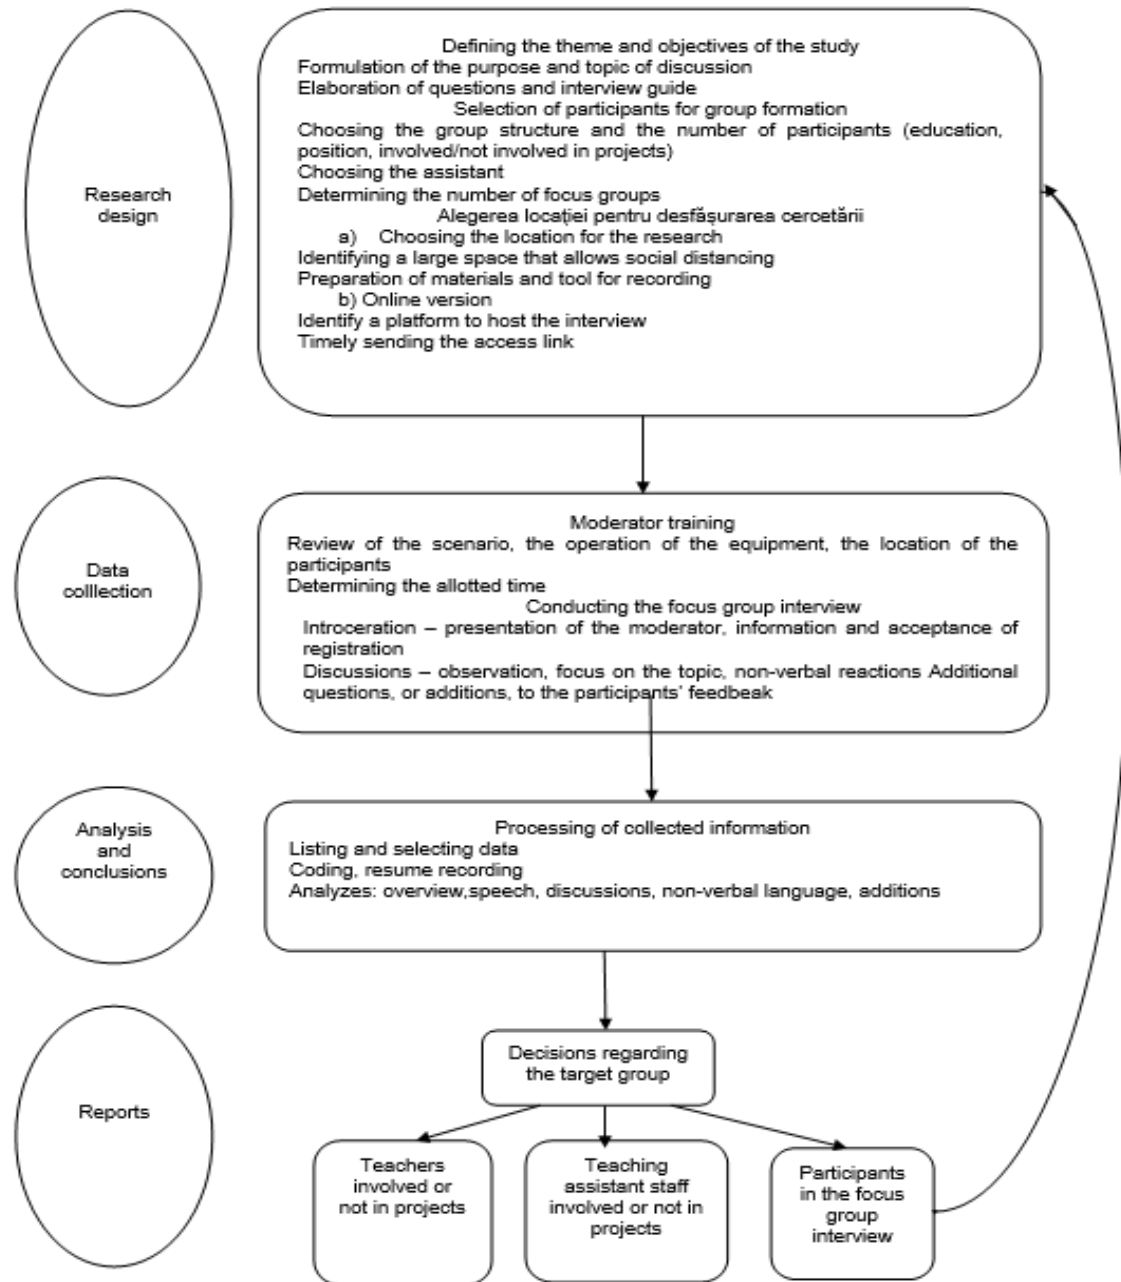 Research
design
Defining the theme and objectives of the study
Formulation of the purpose and topic of discussion
Elaboration of questions and interview guide
Selection of participants for group formation
Choosing the group structure and the number of participants (education,
position, involved/not involved in projects)
Choosing the assistant
Determining the number of focus groups
Alegerea locației pentru desfășurarea cercetării
a) Choosing the location for the research
Identifying a large space that allows social distancing
Preparation of materials and tool for recording
b) Online version
Identify a platform to host the interview
Timely sending the access link
Data
colllection
Moderator training
Review of the scenario, the operation of the equipment, the location of the
participants
Determining the allotted time
Conducting the focus group interview
Introceration – presentation of the moderator, information and acceptance of
registration
Discussions – observation, focus on the topic, non-verbal reactions Additional
questions, or additions, to the participants' feedbeak
Analysis
and
conclusions
Processing of collected information
Listing and selecting data
Coding, resume recording
Analyzes: overview,speech, discussions, non-verbal language, additions
Reports
Decisions regarding
the target group
Teachers
involved or
not in projects
Teaching
assistant staff
involved or not in
projects
Participants
in the focus
group
interview